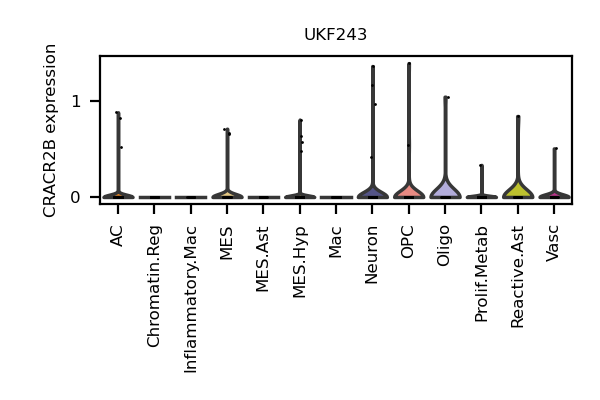 UKF243
CRACR2B expression
1
0
AC
Chromatin.Reg
Inflammatory.Mac
MES
MES.Ast
MES.Hyp
Mac
Neuron
OPC
Oligo
Prolif.Metab
Reactive.Ast
Vasc